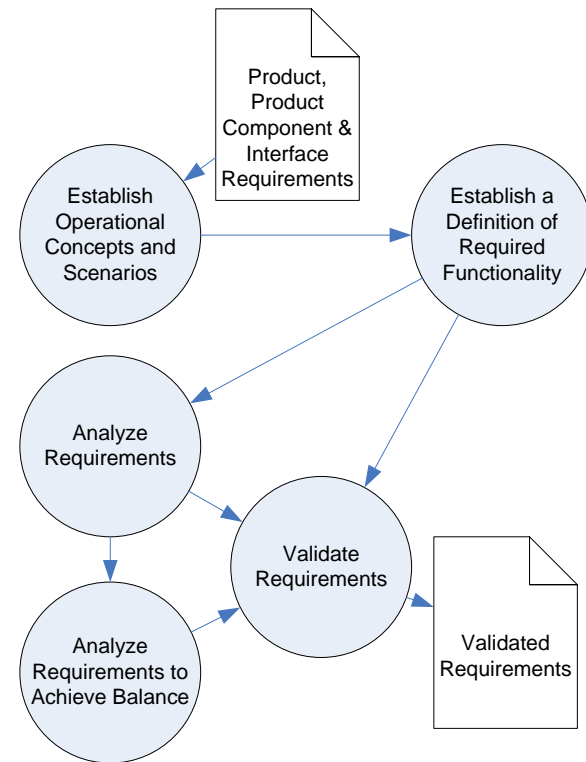 Product,
Product
Component &
Interface
Requirements
Establish
Operational
Concepts and
Scenarios
Establish a
Definition of
Required
Functionality
Analyze
Requirements
Validate
Requirements
Analyze
Requirements to
Achieve Balance
Validated
Requirements